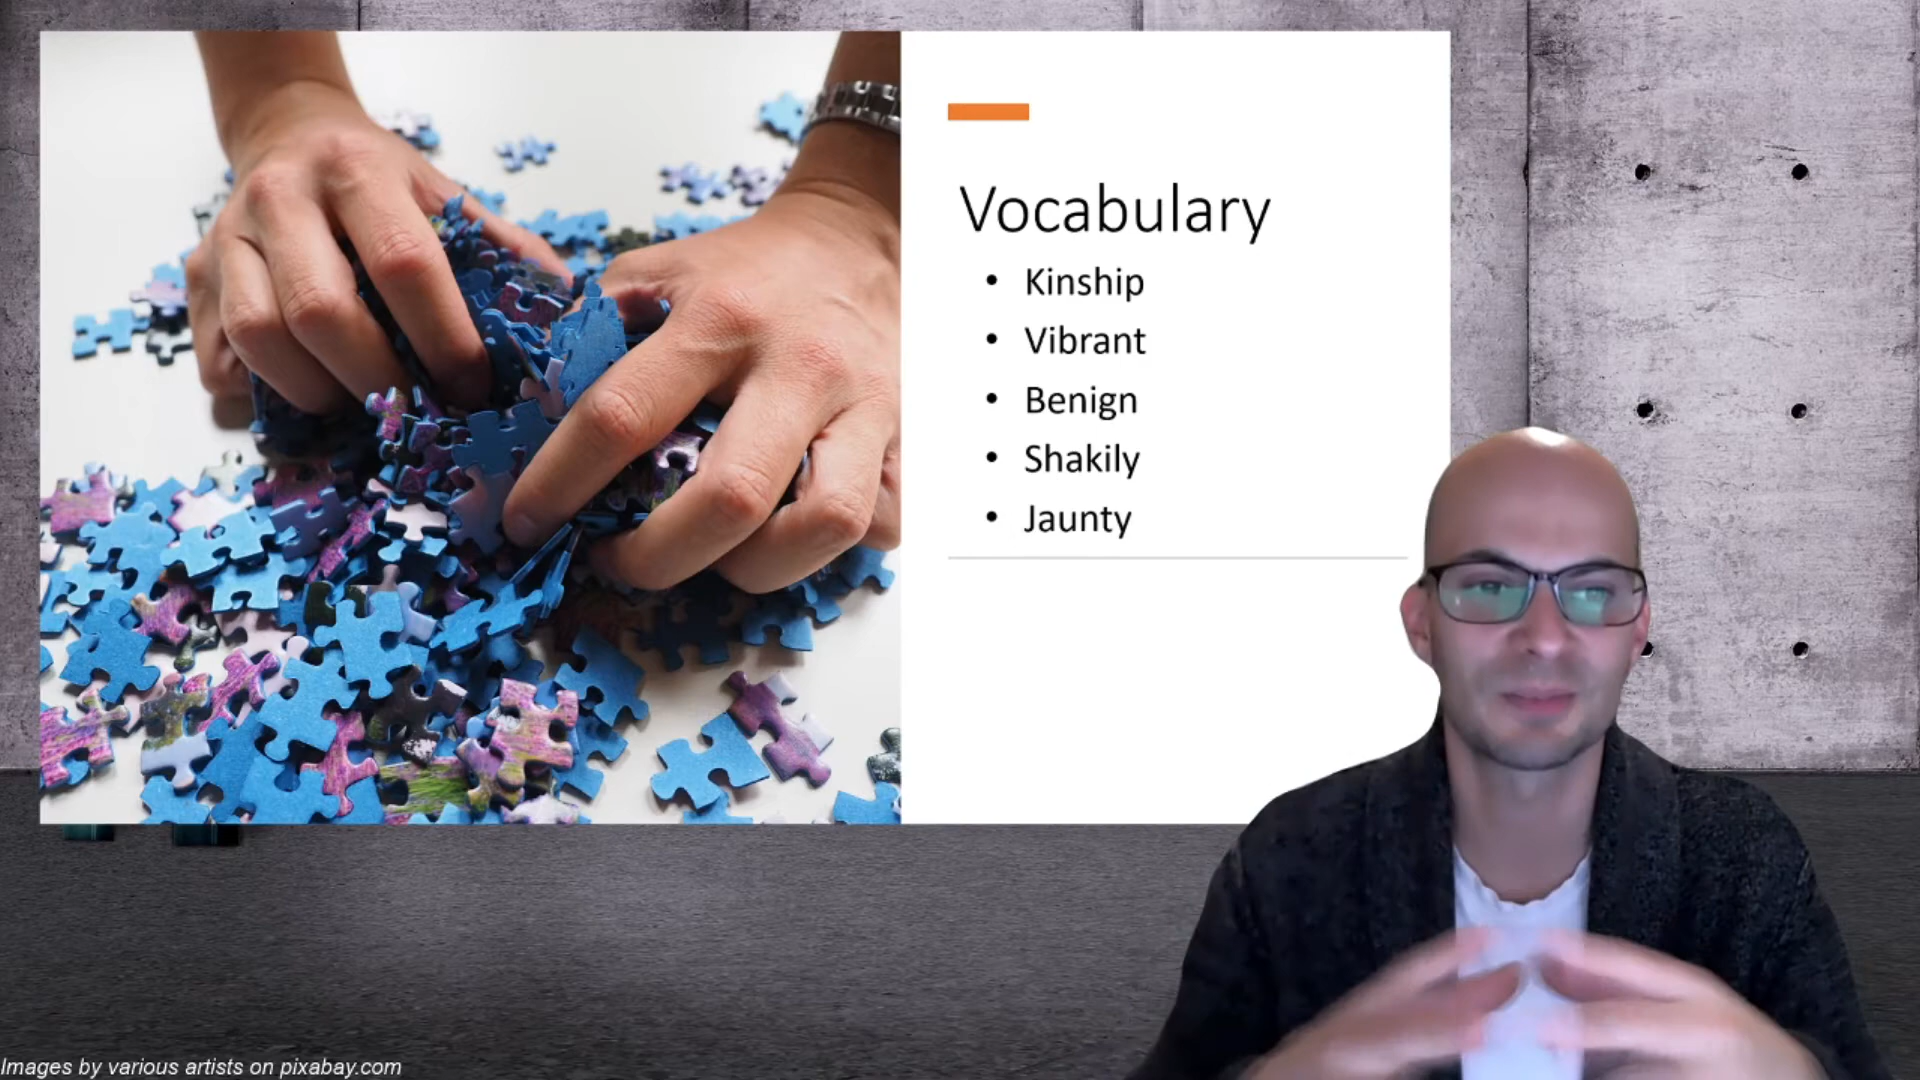 Vocabulary
• Kinship
• Vibrant
• Benign
• Shakily
• Jaunty
Images by various artists on pixabay.com